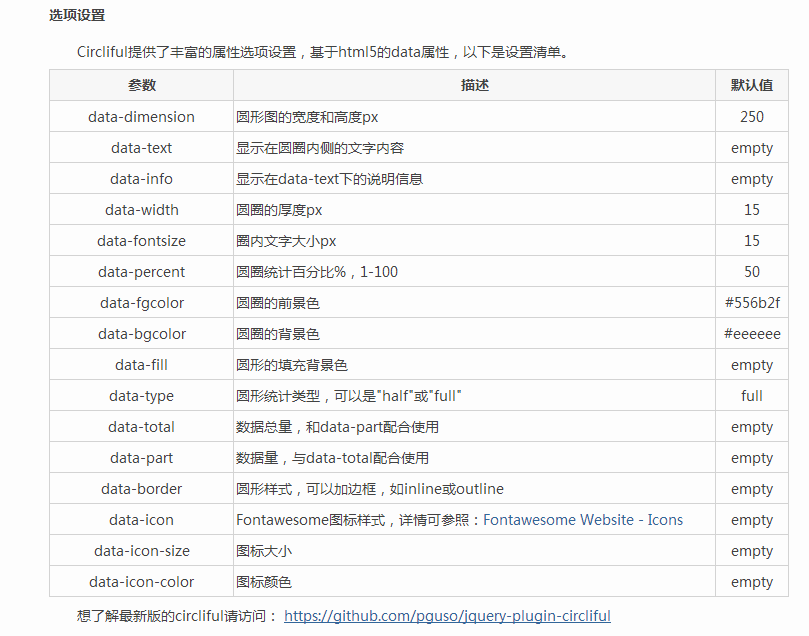 选项设置
Circliful提供了丰富的属性选项设置，基于html5的data属性，以下是设置清单。
参数 描述 默认值
data-dimension 圆形图的宽度和高度px 250
data-text 显示在圆圈内侧的文字内容 empty
data-info 显示在data-text下的说明信息 empty
data-width 圆圈的厚度px 15
data-fontsize 圈内文字大小px 15
data-percent 圆圈统计百分比%，1-100 50
data-fgcolor 圆圈的前景色 #556b2f
data-bgcolor 圆圈的背景色 #eeeeee
data-fill 圆形的填充背景色 empty
data-type 圆形统计类型，可以是"half"或"full" full
data-total 数据总量，和data-part配合使用 empty
data-part 数据量，与data-total配合使用 empty
data-border 圆形样式，可以加边框，如inline或outline empty
data-icon Fontawesome图标样式，详情可参照：Fontawesome Website - Icons empty
data-icon-size 图标大小 empty
data-icon-color 图标颜色 empty
想了解最新版的circliful请访问： https://github.com/pguso/jquery-plugin-circliful